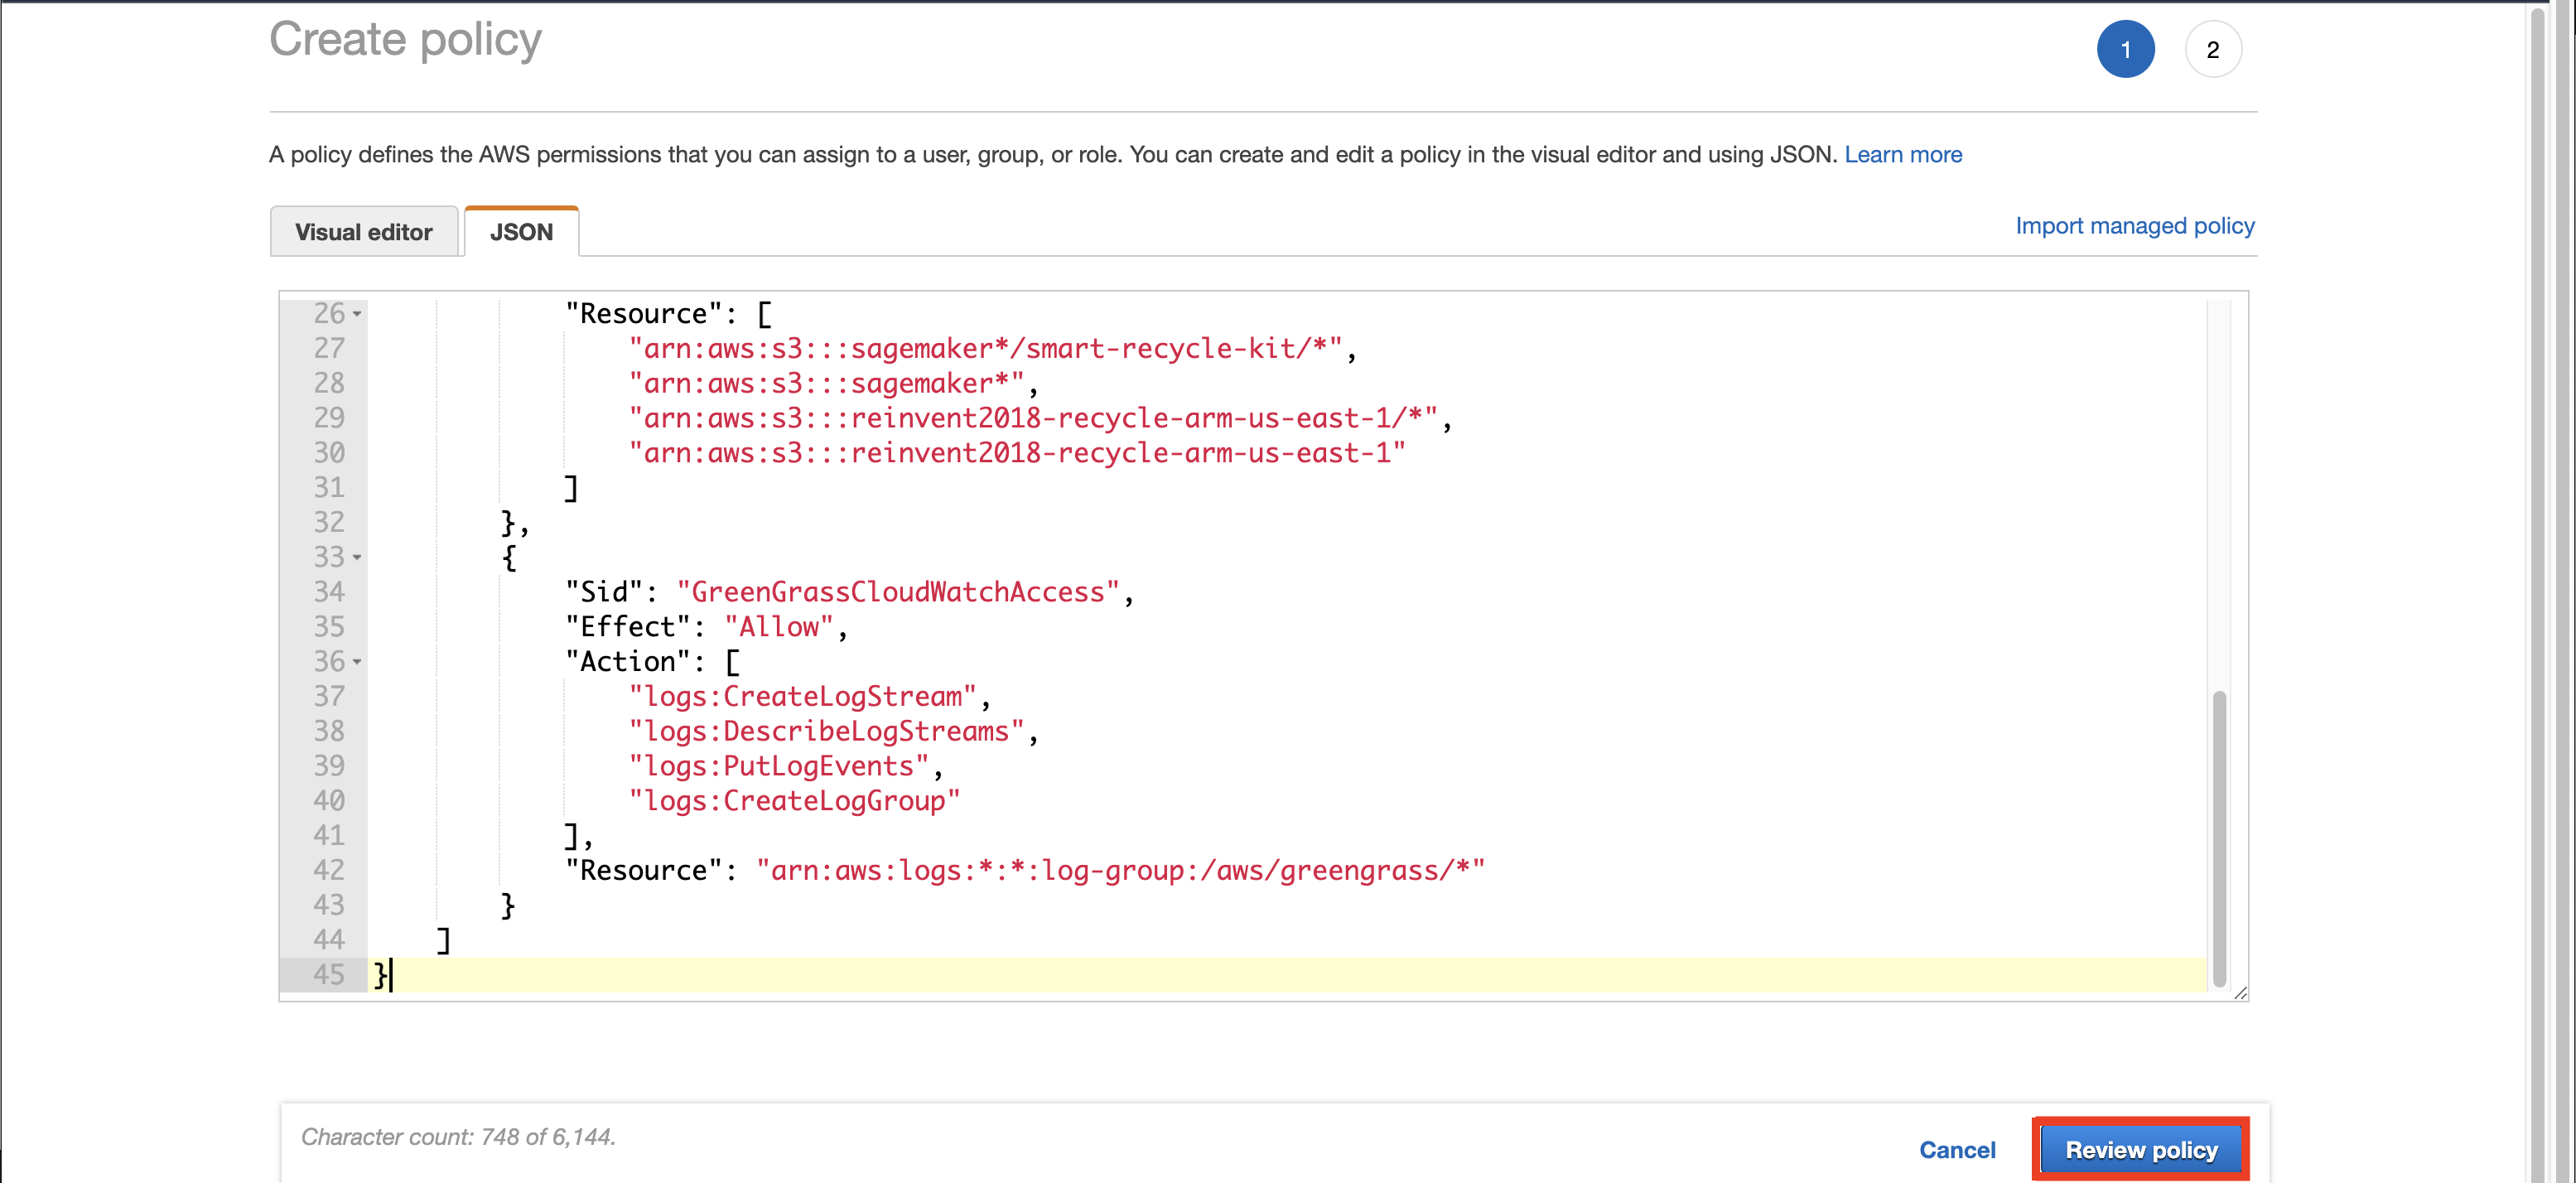 Create policy
1 2
A policy defines the AWS permissions that you can assign to a user, group, or role. You can create and edit a policy in the visual editor and using JSON. Learn more
Visual editor JSON Import managed policy
26 "Resource": [
27 "arn:aws:s3:::sagemaker*/smart-recycle-kit/*",
28 "arn:aws:s3:::sagemaker*",
29 "arn:aws:s3:::reinvent2018-recycle-arm-us-east-1/*",
30 "arn:aws:s3:::reinvent2018-recycle-arm-us-east-1"
31 ]
32 },
33 {
34 "Sid": "GreenGrassCloudWatchAccess",
35 "Effect": "Allow",
36 "Action": [
37 "logs:CreateLogStream",
38 "logs:DescribeLogStreams",
39 "logs:PutLogEvents",
40 "logs:CreateLogGroup"
41 ],
42 "Resource": "arn:aws:logs:*:*:log-group:/aws/greengrass/*"
43 }
44 ]
45 }
Character count: 748 of 6,144.
Cancel Review policy